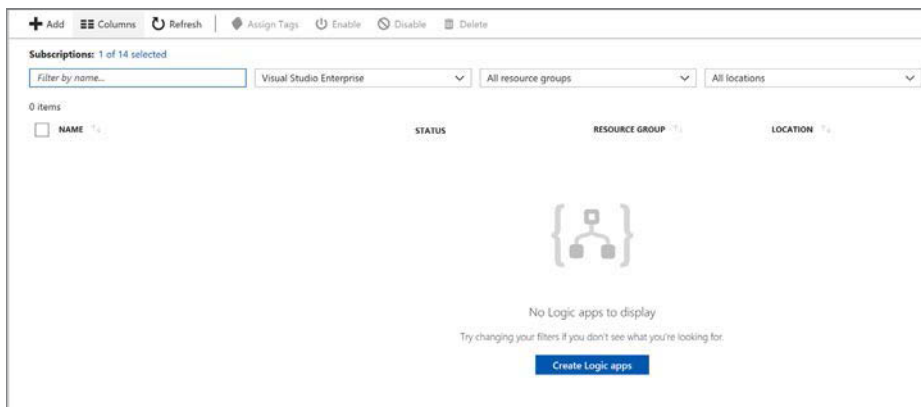 Add Columns Refresh Assign Tags Enable Disable Delete
Subscriptions: 1 of 14 selected
Filter by name... Visual Studio Enterprise All resource groups All locations
0 items
NAME STATUS RESOURCE GROUP LOCATION
No Logic apps to display
Try changing your filters if you don't see what you're looking for.
Create Logic apps